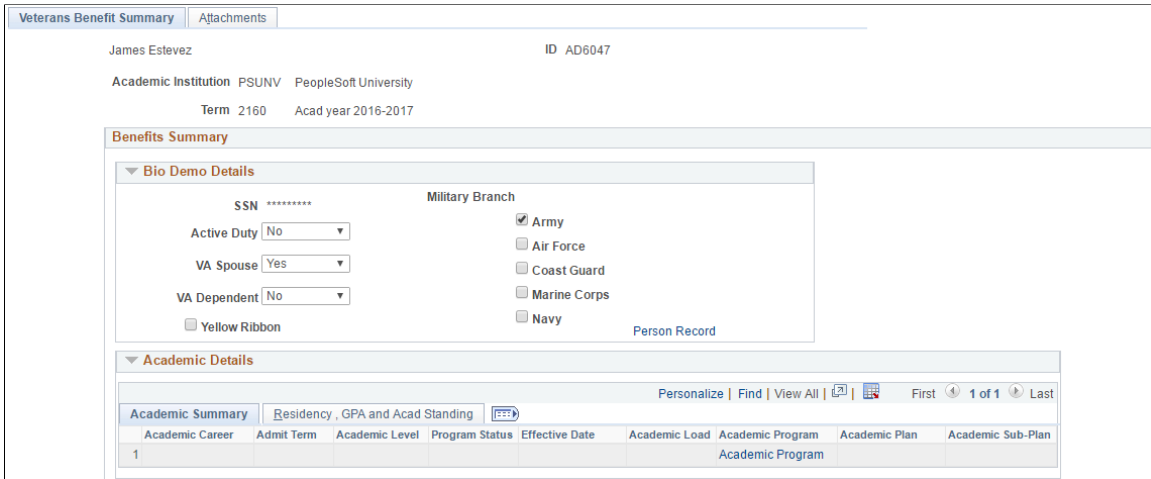 Veterans Benefit Summary Attachments
James Estevez ID AD6047
Academic Institution PSUNV PeopleSoft University
Term 2160 Acad year 2016-2017
Benefits Summary
Bio Demo Details
SSN ********* Military Branch
Army
Active Duty No
Air Force
VA Spouse Yes
Coast Guard
VA Dependent No
Marine Corps
Yellow Ribbon
Navy
Person Record
Academic Details
Personalize | Find | View All | | First 1 of 1 Last
Academic Summary Residency , GPA and Acad Standing
Academic Career Admit Term Academic Level Program Status Effective Date Academic Load Academic Program Academic Plan Academic Sub-Plan
1 Academic Program